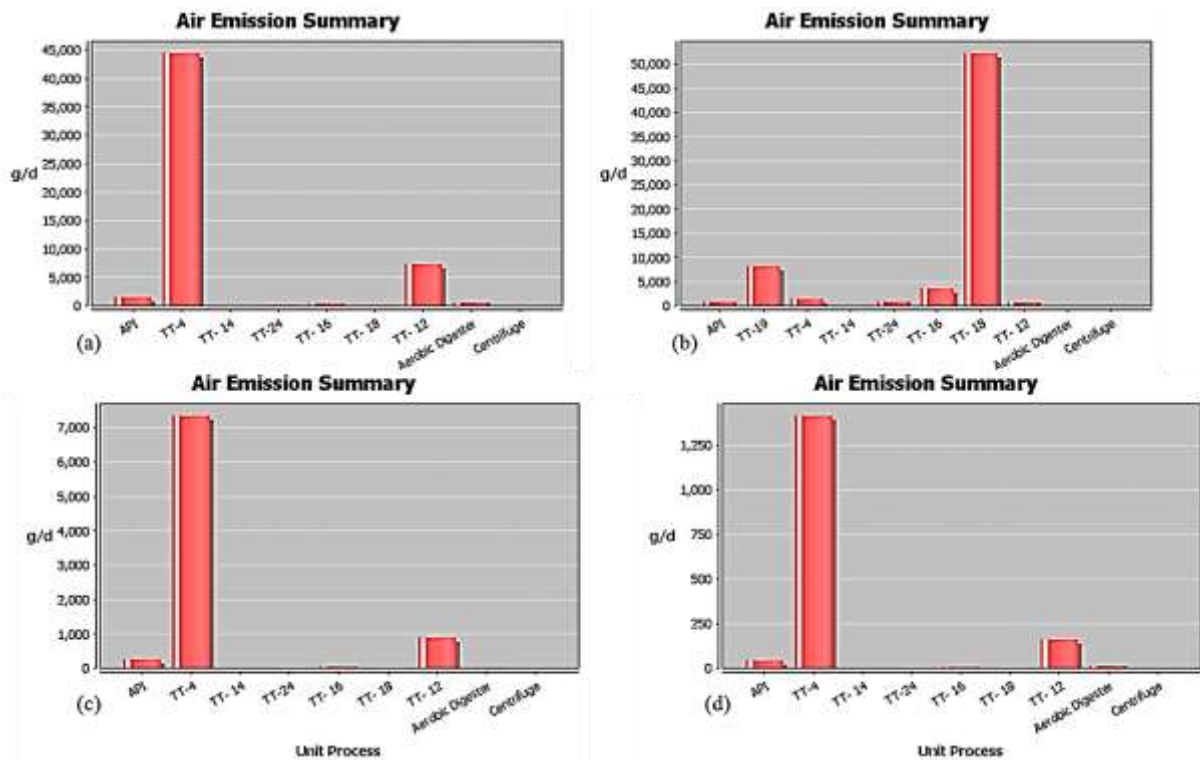 Air Emission Summary
45,000
40,000
35,000
30,000
25,000
20,000
15,000
10,000
5,000
0
g/d
API
TT-4
TT- 14
TT-24
TT- 16
TT- 18
TT- 12
Aerobic Digester
Centrifuge
(a)
Air Emission Summary
50,000
45,000
40,000
35,000
30,000
25,000
20,000
15,000
10,000
5,000
0
g/d
API
TT-19
TT-4
TT- 14
TT-24
TT- 16
TT- 18
TT- 12
Aerobic Digester
Centrifuge
(b)
Air Emission Summary
7,000
6,000
5,000
4,000
3,000
2,000
1,000
0
g/d
API
TT-4
TT- 14
TT-24
TT- 16
TT- 18
TT- 12
Aerobic Digester
Centrifuge
(c)
Unit Process
Air Emission Summary
1,250
1,000
750
500
250
0
g/d
API
TT-4
TT- 14
TT-24
TT- 16
TT- 18
TT- 12
Aerobic Digester
Centrifuge
(d)
Unit Process